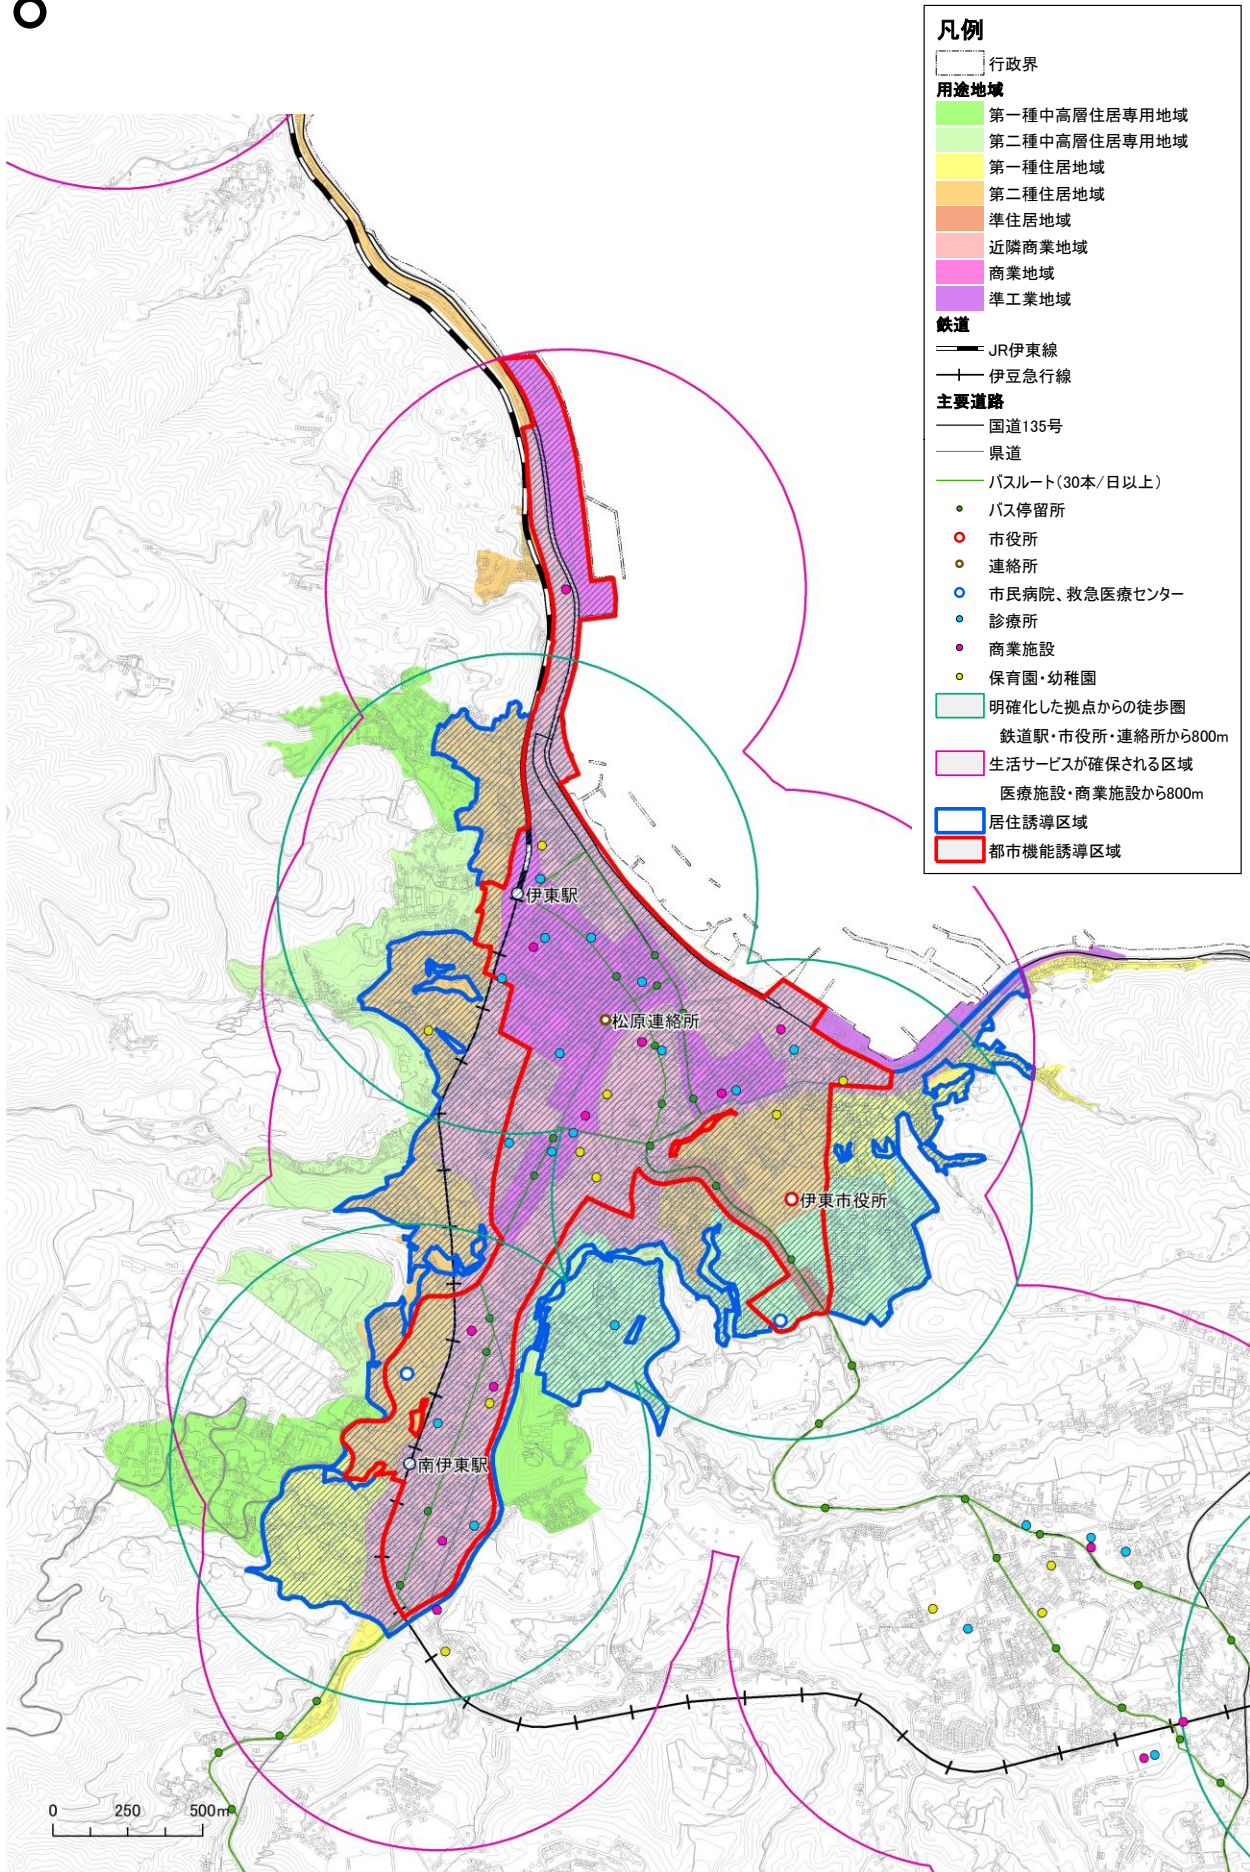 凡例
行政界
用途地域
第一種中高層住居専用地域
第二種中高層住居専用地域
第一種住居地域
第二種住居地域
準住居地域
近隣商業地域
商業地域
準工業地域
鉄道
JR伊東線
伊豆急行線
主要道路
国道135号
県道
バスルート(30本/日以上)
バス停留所
市役所
連絡所
市民病院、救急医療センター
診療所
商業施設
保育園・幼稚園
明確化した拠点からの徒歩圏
鉄道駅・市役所・連絡所から800m
生活サービスが確保される区域
医療施設・商業施設から800m
居住誘導区域
都市機能誘導区域
伊東駅
松原連絡所
伊東市役所
南伊東駅
0 250 500m